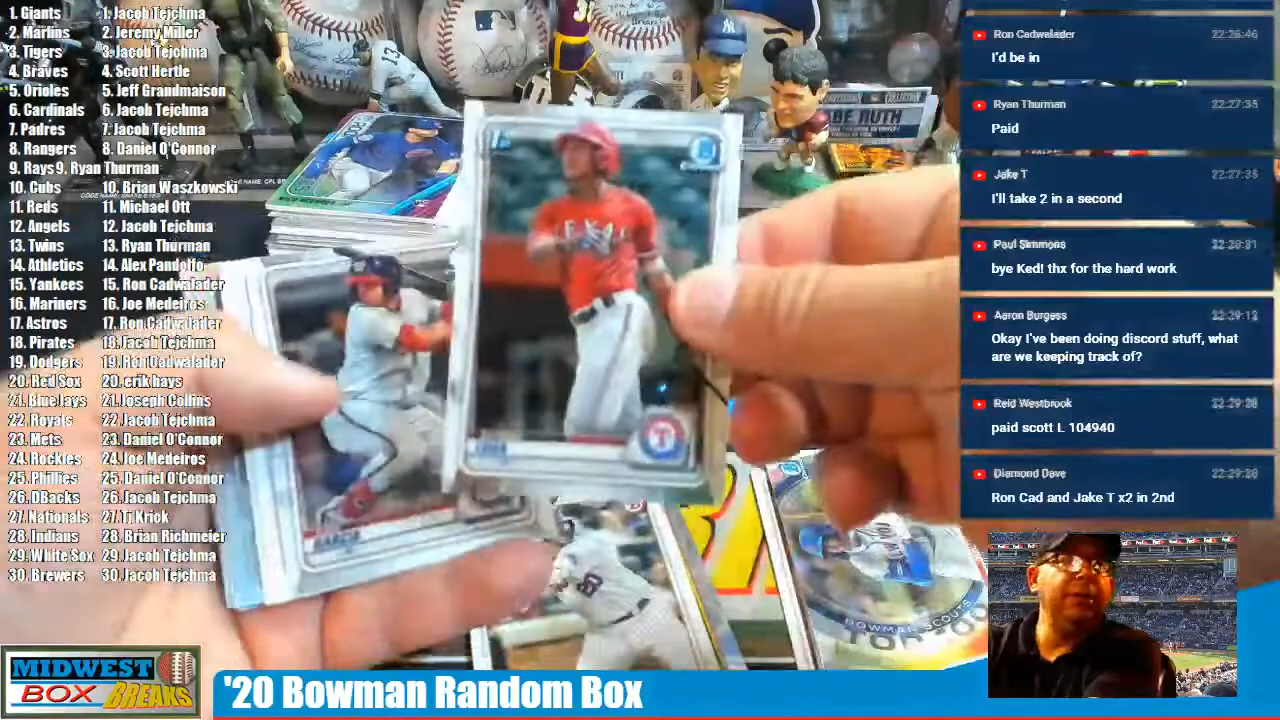 1. Giants 1. Jacob Tejchma
2. Marlins 2. Jeremy Miller
3. Tigers 3. Jacob Tejchma
4. Braves 4. Scott Hertle
5. Orioles 5. Jeff Grandmaison
6. Cardinals 6. Jacob Tejchma
7. Padres 7. Jacob Tejchma
8. Rangers 8. Daniel O'Connor
9. Rays 9. Ryan Thurman
10. Cubs 10. Brian Waszkowski
11. Reds 11. Michael Ott
12. Angels 12. Jacob Tejchma
13. Twins 13. Ryan Thurman
14. Athletics 14. Alex Pandolfo
15. Yankees 15. Ron Cadwalader
16. Mariners 16. Joe Medeiros
17. Astros 17. Ron Cadwalader
18. Pirates 18. Jacob Tejchma
19. Dodgers 19. Ron Cadwalader
20. Red Sox 20. erik hays
21. Blue Jays 21. Joseph Collins
22. Royals 22. Jacob Tejchma
23. Mets 23. Daniel O'Connor
24. Rockies 24. Joe Medeiros
25. Phillies 25. Daniel O'Connor
26. DBacks 26. Jacob Tejchma
27. Nationals 27. Tj Krick
28. Indians 28. Brian Richmeier
29. White Sox 29. Jacob Tejchma
30. Brewers 30. Jacob Tejchma
BABE RUTH
TEXAS
GARCIA
BOWMAN SCOUTS
TOP 100
Ron Cadwalader 22:26:46
I'd be in
Ryan Thurman 22:27:35
Paid
Jake T 22:27:35
I'll take 2 in a second
Paul Simmons
bye Ked! thx for the hard work
Aaron Burgess 22:29:12
Okay I've been doing discord stuff, what
are we keeping track of?
Reid Westbrook
paid scott L 104940
Diamond Dave
Ron Cad and Jake T x2 in 2nd
MIDWEST
BOX BREAKS
'20 Bowman Random Box